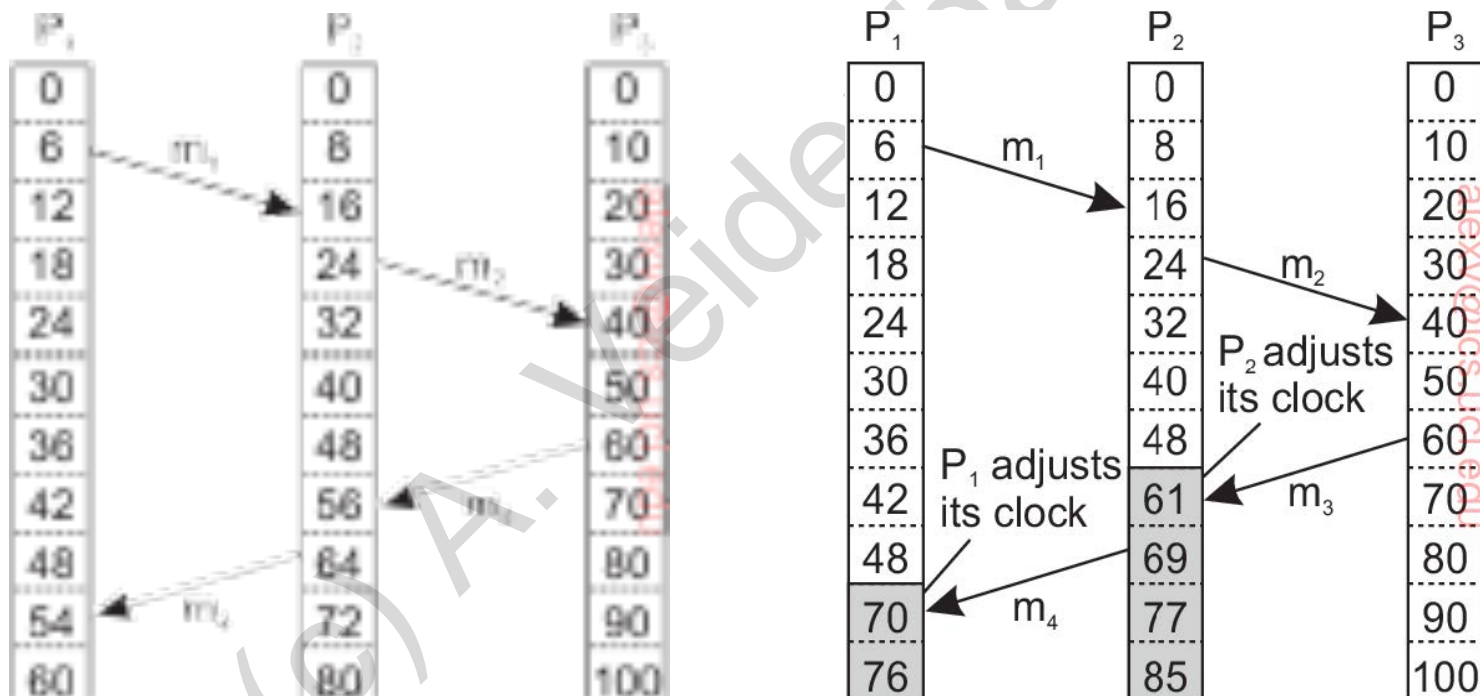 P₁ P₂ P₃
0 0 0
6 m₁ 8 10
12 16 20
18 24 m₂ 30
24 32 40
30 40 50
36 48 60
42 56 m₃ 70
48 64 80
54 m₄ 72 90
60 80 100
P₁ P₂ P₃
0 0 0
6 m₁ 8 10
12 16 20
18 24 m₂ 30
24 32 40
P₂ adjusts
its clock
30 40 50
36 48 60
P₁ adjusts
its clock
42 61 m₃ 70
48 69 80
70 m₄ 77 90
76 85 100
(c) A. Veide